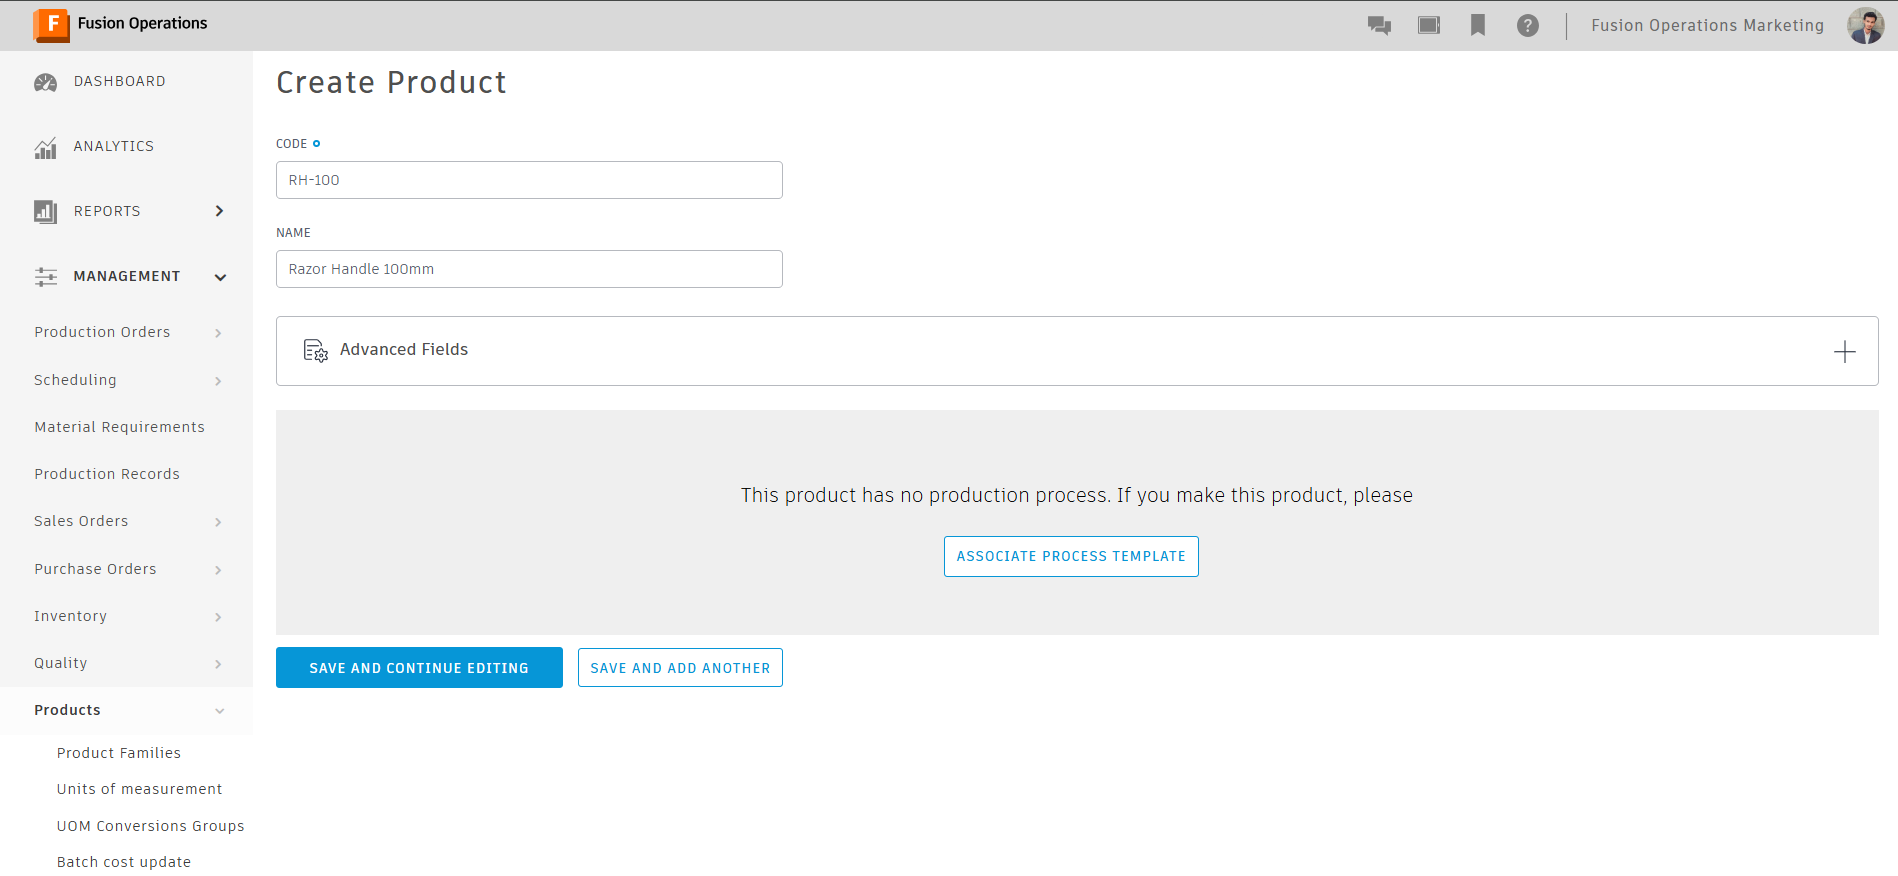 F Fusion Operations
? Fusion Operations Marketing
DASHBOARD
ANALYTICS
REPORTS
MANAGEMENT
Production Orders
Scheduling
Material Requirements
Production Records
Sales Orders
Purchase Orders
Inventory
Quality
Products
Product Families
Units of measurement
UOM Conversions Groups
Batch cost update
Create Product
CODE
RH-100
NAME
Razor Handle 100mm
Advanced Fields
This product has no production process. If you make this product, please
ASSOCIATE PROCESS TEMPLATE
SAVE AND CONTINUE EDITING
SAVE AND ADD ANOTHER